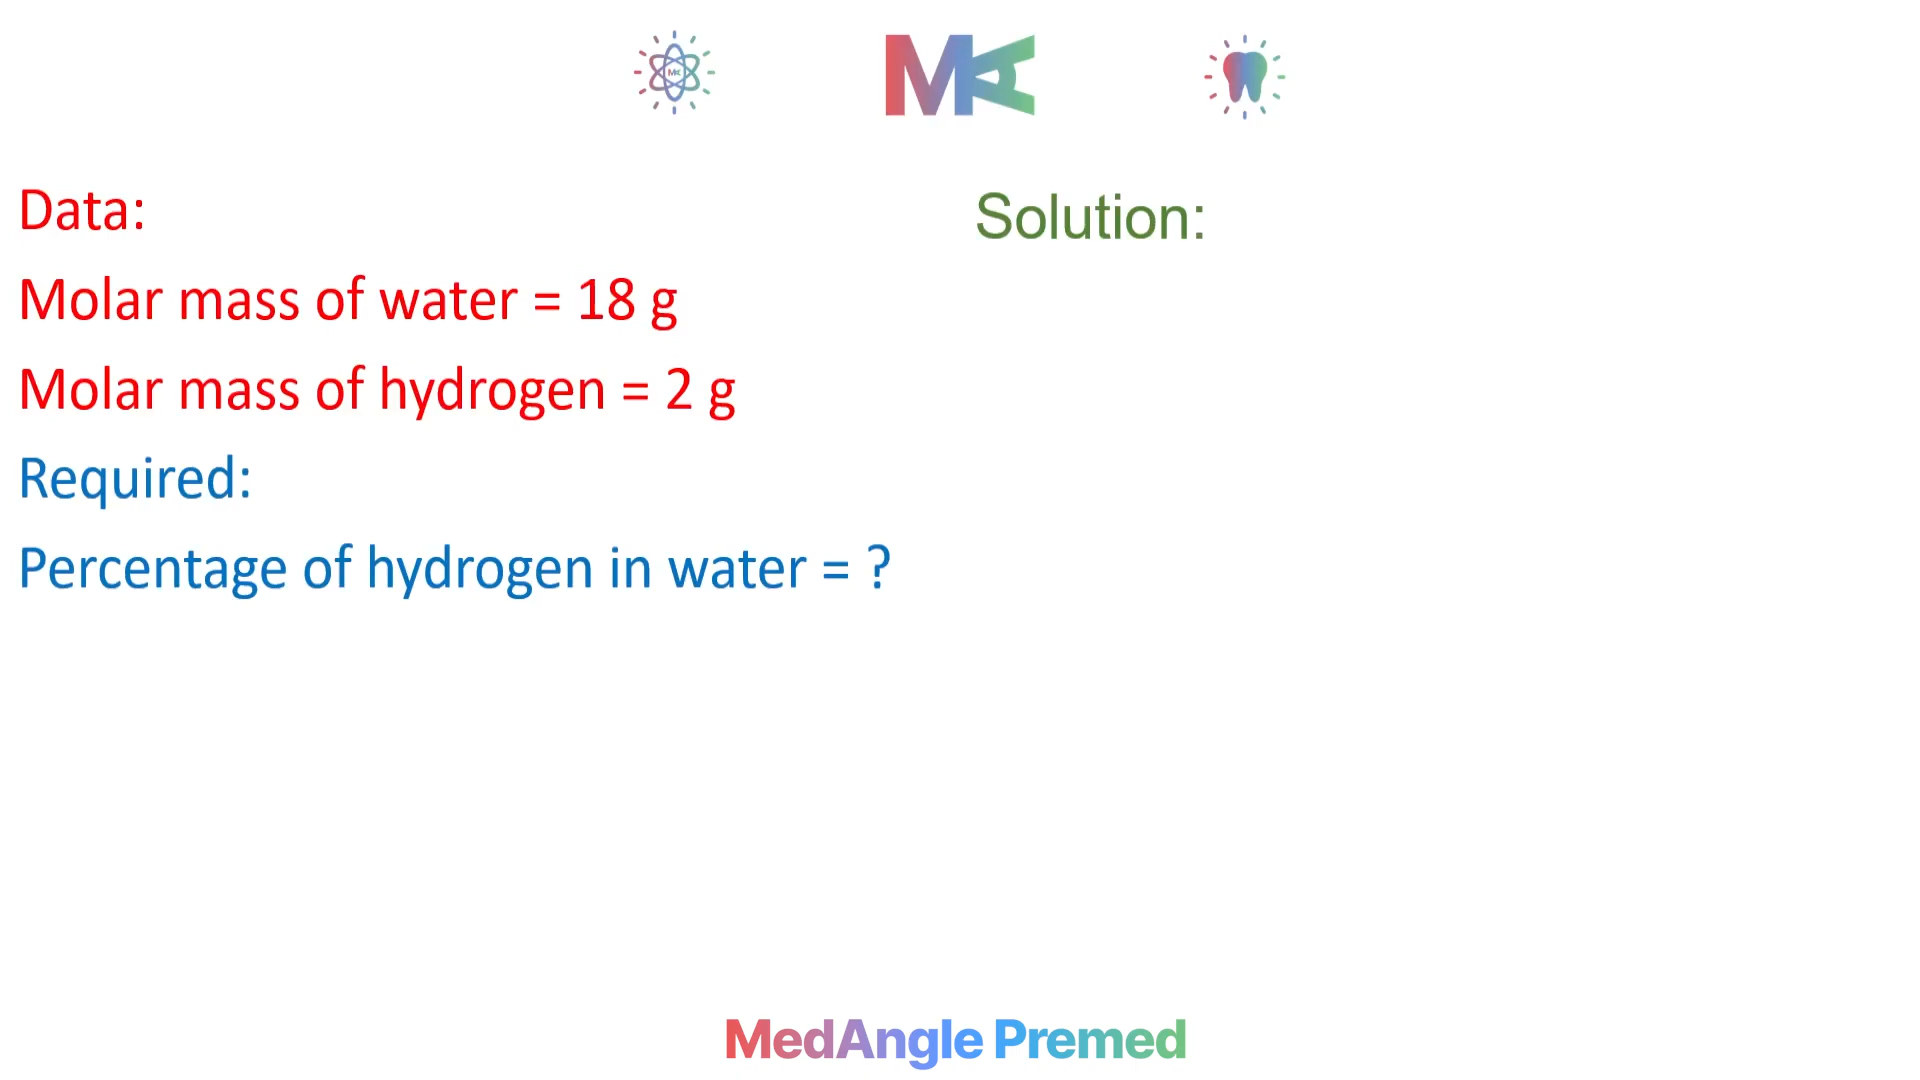 MA
Data:
Molar mass of water = 18 g
Molar mass of hydrogen = 2 g
Required:
Percentage of hydrogen in water = ?
Solution:
MedAngle Premed